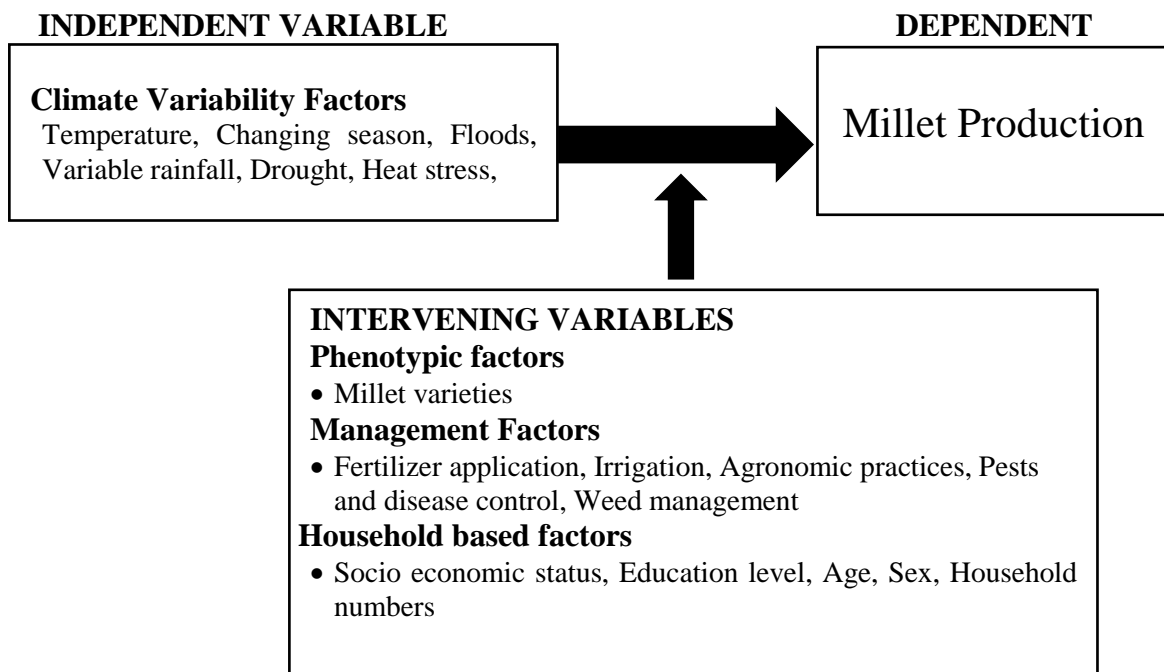 INDEPENDENT VARIABLE
DEPENDENT
Climate Variability Factors
Temperature, Changing season, Floods,
Variable rainfall, Drought, Heat stress,
Millet Production
INTERVENING VARIABLES
Phenotypic factors
• Millet varieties
Management Factors
• Fertilizer application, Irrigation, Agronomic practices, Pests
and disease control, Weed management
Household based factors
• Socio economic status, Education level, Age, Sex, Household
numbers